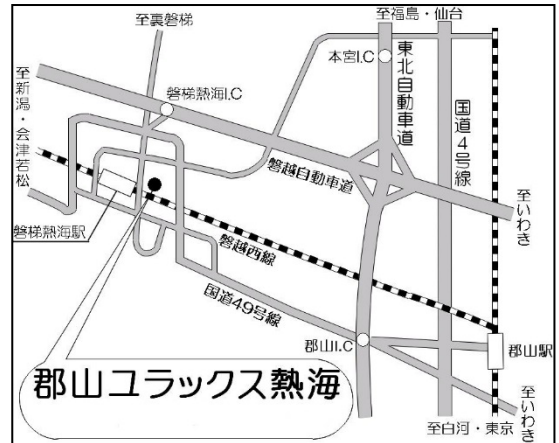 至福島・仙台
至裏磐梯
本宮I.C
東北自動車道
国道4号線
至新潟・会津若松
磐梯熱海I.C
磐越自動車道
至いわき
磐梯熱海駅
磐越西線
国道49号線
郡山I.C
郡山駅
郡山ユラックス熱海
至いわき
至白河・東京